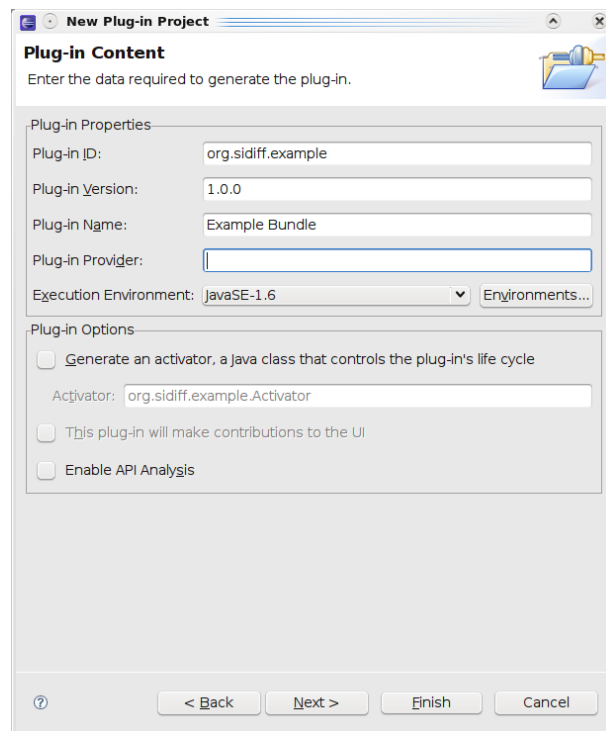 New Plug-in Project
Plug-in Content
Enter the data required to generate the plug-in.
Plug-in Properties
Plug-in ID: org.sidiff.example
Plug-in Version: 1.0.0
Plug-in Name: Example Bundle
Plug-in Provider:
Execution Environment: JavaSE-1.6 Environments...
Plug-in Options
Generate an activator, a Java class that controls the plug-in's life cycle
Activator: org.sidiff.example.Activator
This plug-in will make contributions to the UI
Enable API Analysis
? < Back Next > Finish Cancel